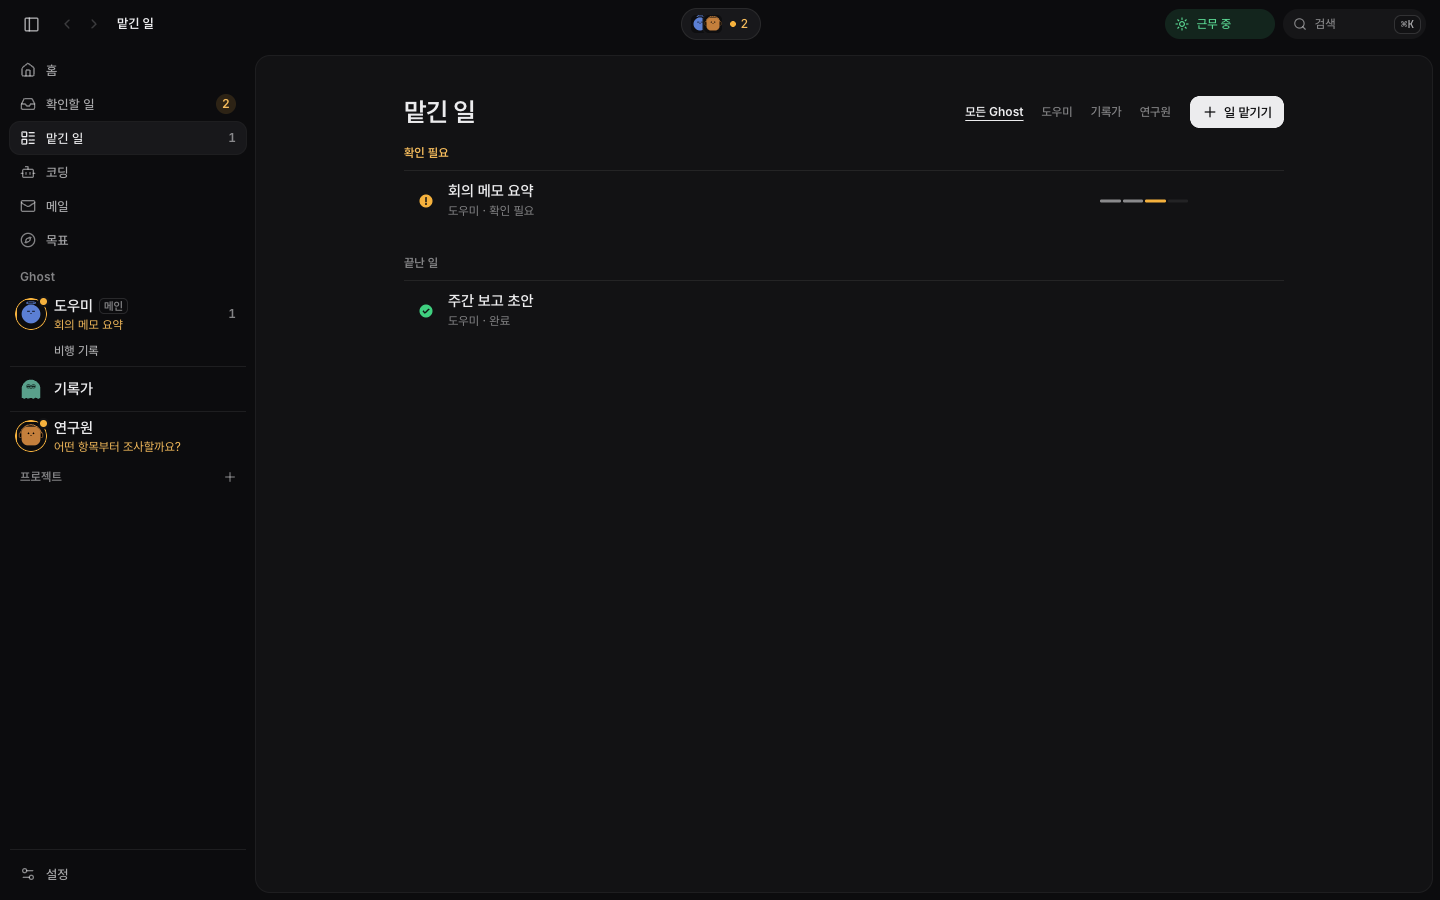 맡긴 일
2
근무 중
검색
⌘K
홈
확인할 일
2
맡긴 일
1
코딩
메일
목표
Ghost
도우미
메인
회의 메모 요약
1
비행 기록
기록가
연구원
어떤 항목부터 조사할까요?
프로젝트
설정
맡긴 일
모든 Ghost
도우미
기록가
연구원
일 맡기기
확인 필요
회의 메모 요약
도우미 · 확인 필요
끝난 일
주간 보고 초안
도우미 · 완료